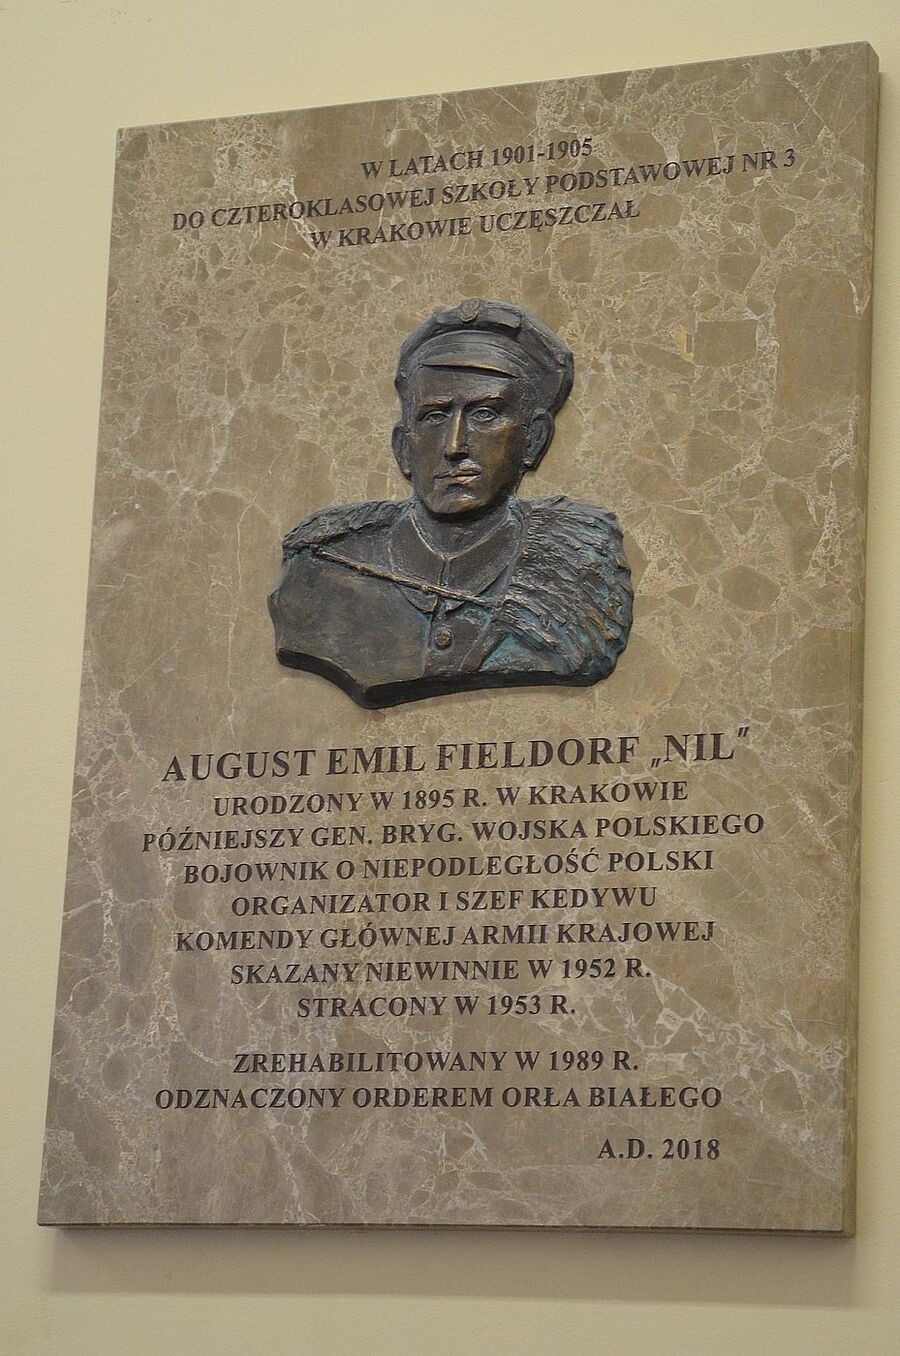 W LATACH 1901-1905
DO CZTEROKLASOWEJ SZKOŁY PODSTAWOWEJ NR 3
W KRAKOWIE UCZĘSZCZAŁ
AUGUST EMIL FIELDORF „NIL"
URODZONY W 1895 R. W KRAKOWIE
PÓŹNIEJSZY GEN. BRYG. WOJSKA POLSKIEGO
BOJOWNIK O NIEPODLEGŁOŚĆ POLSKI
ORGANIZATOR I SZEF KEDYWU
KOMENDY GŁÓWNEJ ARMII KRAJOWEJ
SKAZANY NIEWINNIE W 1952 R.
STRACONY W 1953 R.
ZREHABILITOWANY W 1989 R.
ODZNACZONY ORDEREM ORŁA BIAŁEGO
A.D. 2018